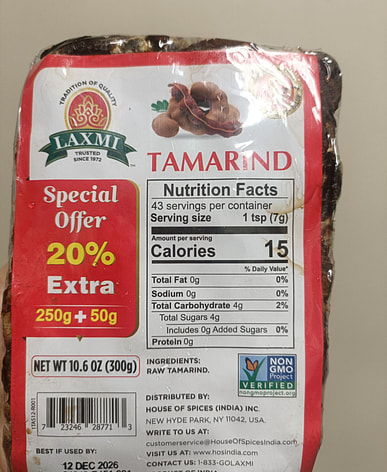 TRADITION OF QUALITY
LAXMI
TRUSTED
SINCE 1972
TAMARIND
Special
Offer
20%
Extra
250g+50g
NET WT 10.6 OZ (300g)
Nutrition Facts
43 servings per container
Serving size 1 tsp (7g)
Amount per serving
Calories 15
% Daily Value*
Total Fat 0g 0%
Sodium 0g 0%
Total Carbohydrate 4g 2%
Total Sugars 4g
Includes 0g Added Sugars 0%
Protein 0g
INGREDIENTS:
RAW TAMARIND.
NON
GMO
Project
VERIFIED
nongmoproject.org
7 23246 28771 3
BEST IF USED BY:
12 DEC 2026
DISTRIBUTED BY:
HOUSE OF SPICES (INDIA) INC.
NEW HYDE PARK, NY 11042, USA.
WRITE TO US AT:
customerservice@HouseOfSpicesIndia.com
VISIT US AT: www.hosindia.com
CONTACT US: 1-833-GOLAXMI